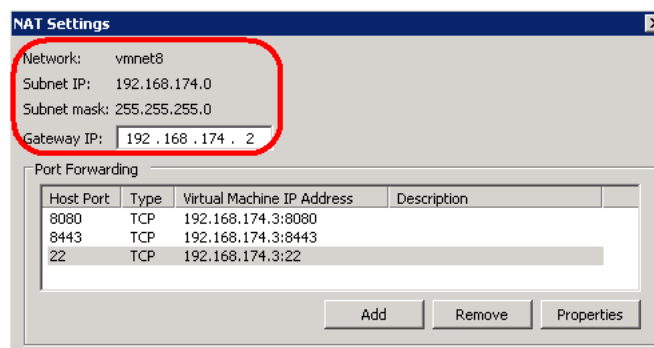 NAT Settings
Network: vmnet8
Subnet IP: 192.168.174.0
Subnet mask: 255.255.255.0
Gateway IP: 192 . 168 . 174 . 2
Port Forwarding
Host Port Type Virtual Machine IP Address Description
8080 TCP 192.168.174.3:8080
8443 TCP 192.168.174.3:8443
22 TCP 192.168.174.3:22
Add Remove Properties